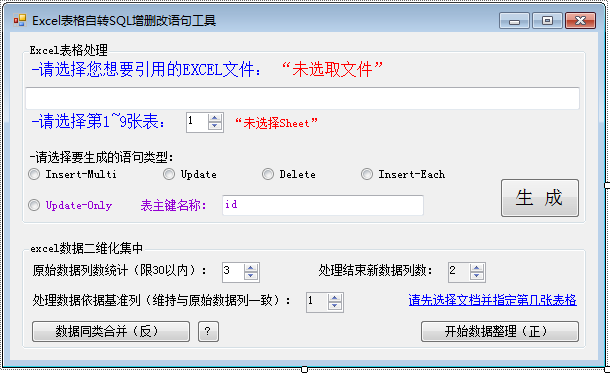 Excel表格自转SQL增删改语句工具
Excel表格处理
-请选择您想要引用的EXCEL文件： “未选取文件”
-请选择第1~9张表： 1 “未选择Sheet”
-请选择要生成的语句类型：
Insert-Multi Update Delete Insert-Each
Update-Only 表主键名称： id
生 成
excel数据二维化集中
原始数据列数统计（限30以内）： 3 处理结束新数据列数： 2
处理数据依据基准列（维持与原始数据列一致）： 1 请先选择文档并指定第几张表格
数据同类合并（反） ? 开始数据整理（正）